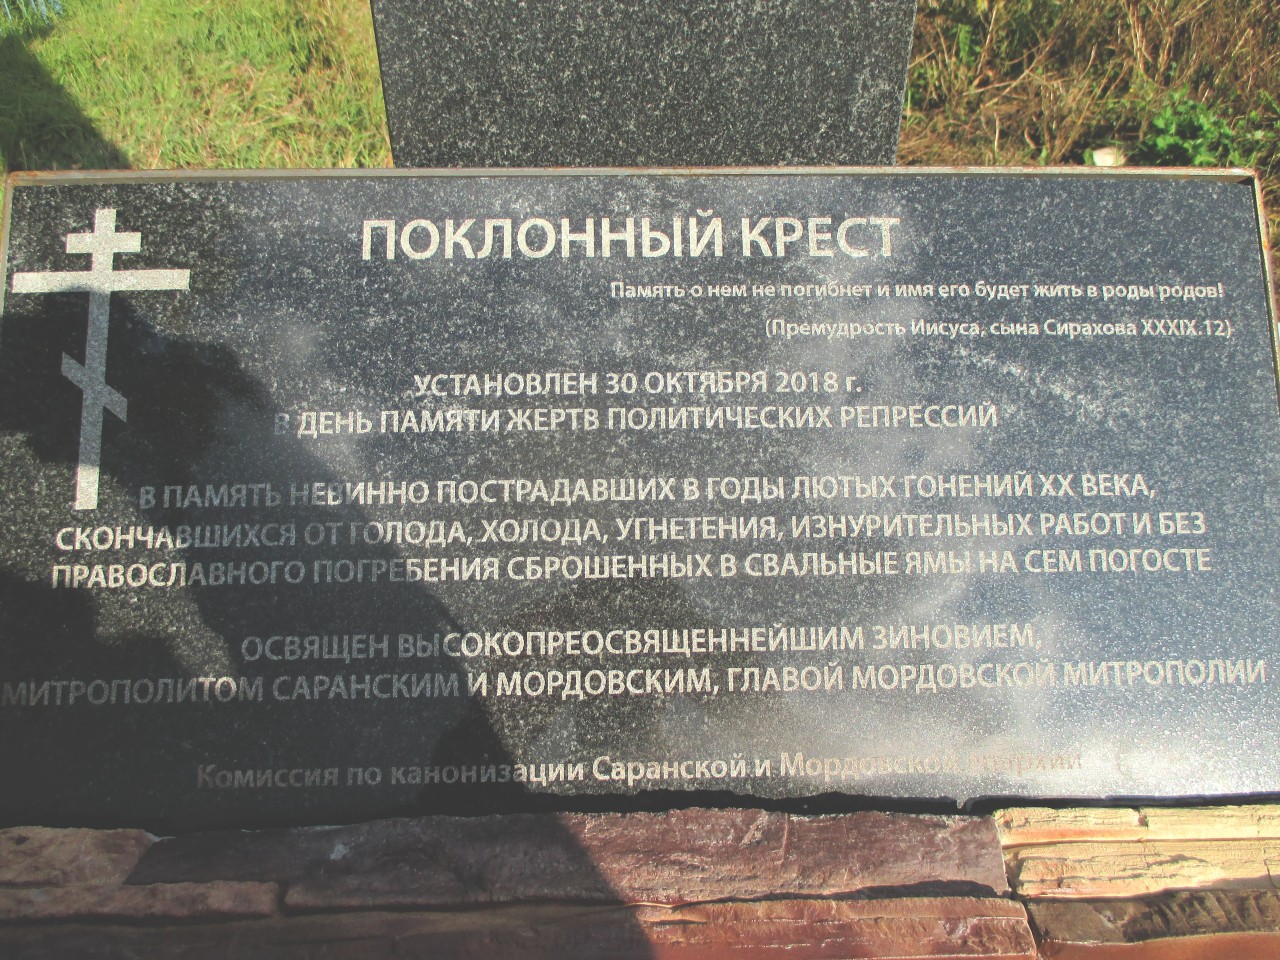 ПОКЛОННЫЙ КРЕСТ
Память о нем не погибнет и имя его будет жить в роды родов!
(Премудрость Иисуса, сына Сирахова XXXIX.12)
УСТАНОВЛЕН 30 ОКТЯБРЯ 2018 г.
В ДЕНЬ ПАМЯТИ ЖЕРТВ ПОЛИТИЧЕСКИХ РЕПРЕССИЙ
В ПАМЯТЬ НЕВИННО ПОСТРАДАВШИХ В ГОДЫ ЛЮТЫХ ГОНЕНИЙ XX ВЕКА,
СКОНЧАВШИХСЯ ОТ ГОЛОДА, ХОЛОДА, УГНЕТЕНИЯ, ИЗНУРИТЕЛЬНЫХ РАБОТ И БЕЗ
ПРАВОСЛАВНОГО ПОГРЕБЕНИЯ СБРОШЕННЫХ В СВАЛЬНЫЕ ЯМЫ НА СЕМ ПОГОСТЕ
ОСВЯЩЕН ВЫСОКОПРЕОСВЯЩЕННЕЙШИМ ЗИНОВИЕМ,
МИТРОПОЛИТОМ САРАНСКИМ И МОРДОВСКИМ, ГЛАВОЙ МОРДОВСКОЙ МИТРОПОЛИИ
Комиссия по канонизации Саранской и Мордовской епархии